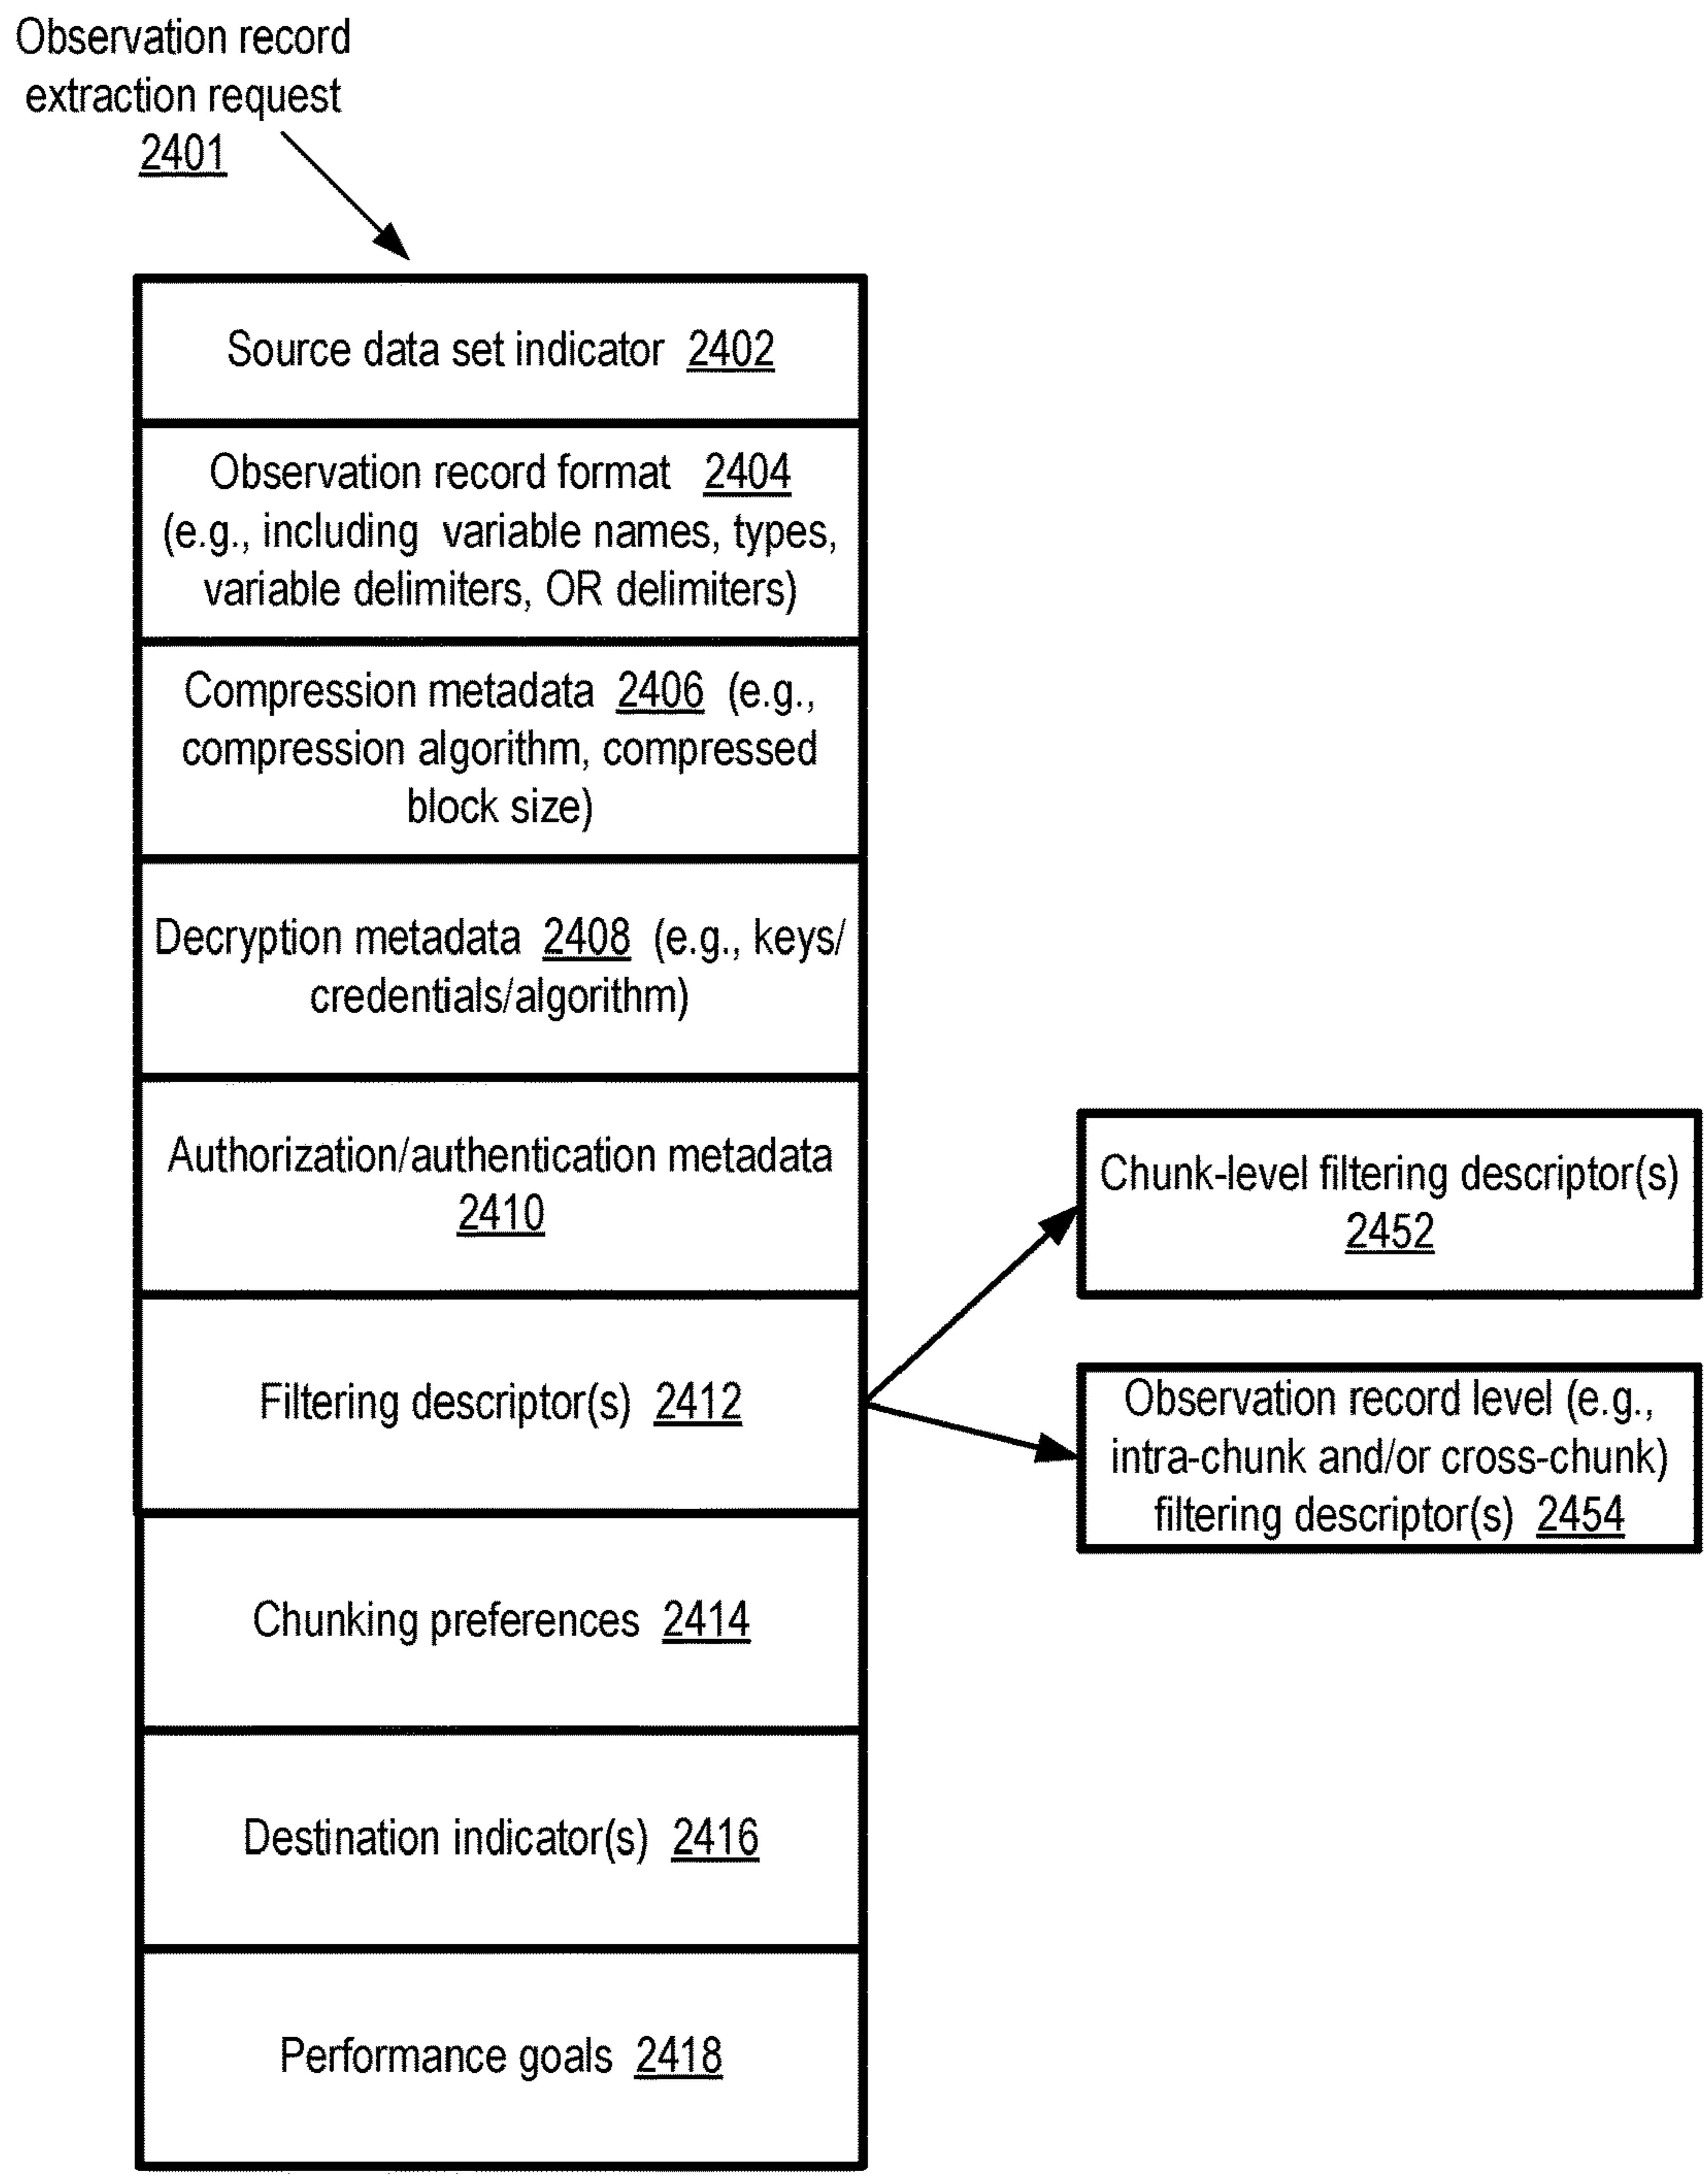 Observation record
extraction request
2401
Source data set indicator 2402
Observation record format 2404
(e.g., including variable names, types,
variable delimiters, OR delimiters)
Compression metadata 2406 (e.g.,
compression algorithm, compressed
block size)
Decryption metadata 2408 (e.g., keys/
credentials/algorithm)
Authorization/authentication metadata
2410
Filtering descriptor(s) 2412
Chunk-level filtering descriptor(s)
2452
Observation record level (e.g.,
intra-chunk and/or cross-chunk)
filtering descriptor(s) 2454
Chunking preferences 2414
Destination indicator(s) 2416
Performance goals 2418